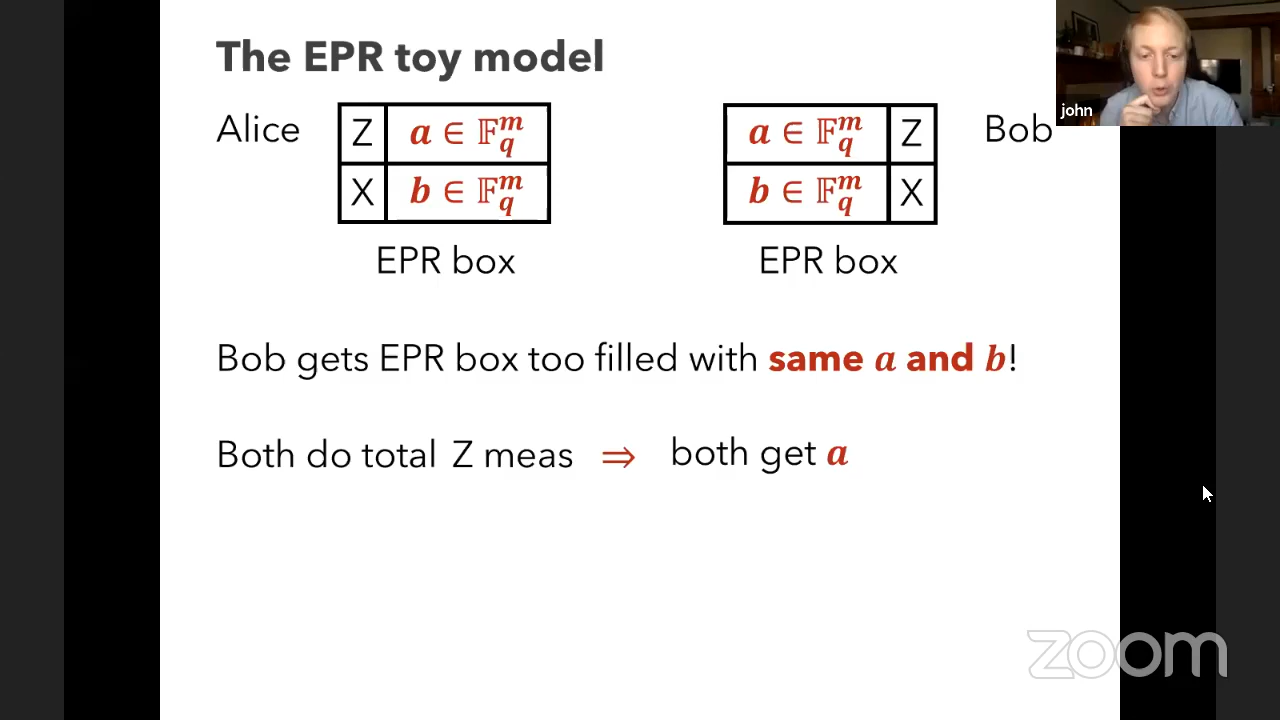 The EPR toy model
john
Alice
Z
a ∈ 𝔽_q^m
X
b ∈ 𝔽_q^m
EPR box
a ∈ 𝔽_q^m
Z
b ∈ 𝔽_q^m
X
EPR box
Bob
Bob gets EPR box too filled with same a and b!
Both do total Z meas ⇒ both get a
zoom